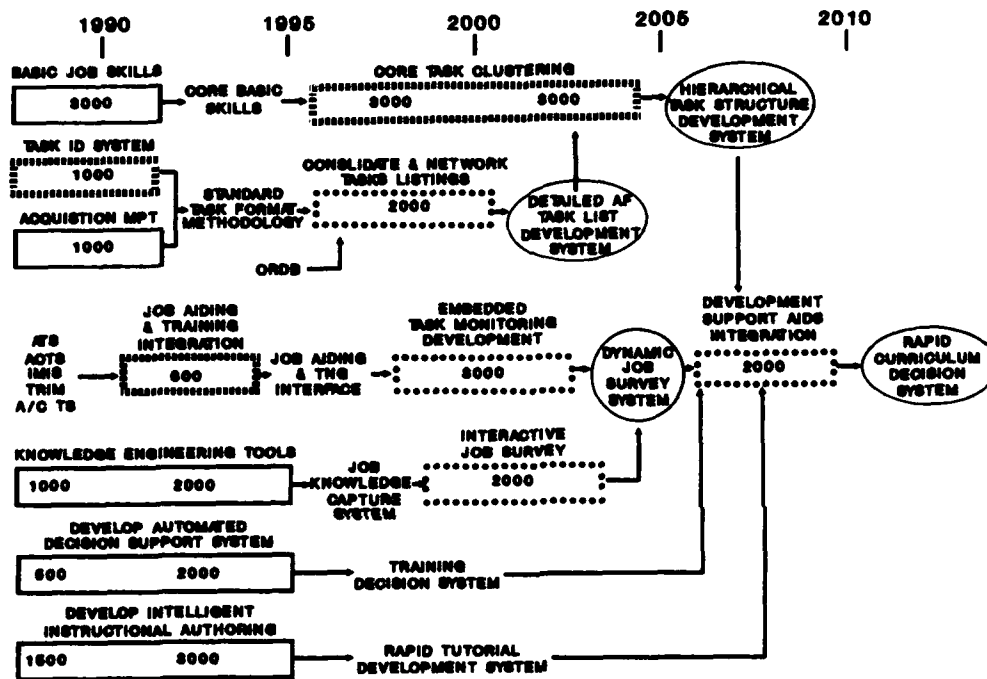 1990 1995 2000 2005 2010
BASIC JOB SKILLS
3000
CORE BASIC
SKILLS
CORE TASK CLUSTERING
3000 3000
HIERARCHICAL
TASK STRUCTURE
DEVELOPMENT
SYSTEM
TASK ID SYSTEM
1000
ACQUISTION MPT
1000
STANDARD
TASK FORMAT
METHODOLOGY
CONSLIDATE & NETWORK
TASKS LISTINGS
2000
ORDB
DETAILED AF
TASK LIST
DEVELOPMENT
SYSTEM
ATS
AOTS
IMIS
TRIM
A/C TS
JOB AIDING
& TRAINING
INTEGRATION
600
JOB AIDING
& TNG
INTERFACE
EMBEDDED
TASK MONITORING
DEVELOPMENT
3000
DYNAMIC
JOB
SURVEY
SYSTEM
DEVELOPMENT
SUPPORT AIDS
INTEGRATION
2000
RAPID
CURRICULUM
DECISION
SYSTEM
KNOWLEDGE ENGINEERING TOOLS
1000 2000
JOB
KNOWLEDGE
CAPTURE
SYSTEM
INTERACTIVE
JOB SURVEY
2000
DEVELOP AUTOMATED
DECISION SUPPORT SYSTEM
500 2000
TRAINING
DECISION SYSTEM
DEVELOP INTELLIGENT
INSTRUCTIONAL AUTHORING
1500 3000
RAPID TUTORIAL
DEVELOPMENT SYSTEM